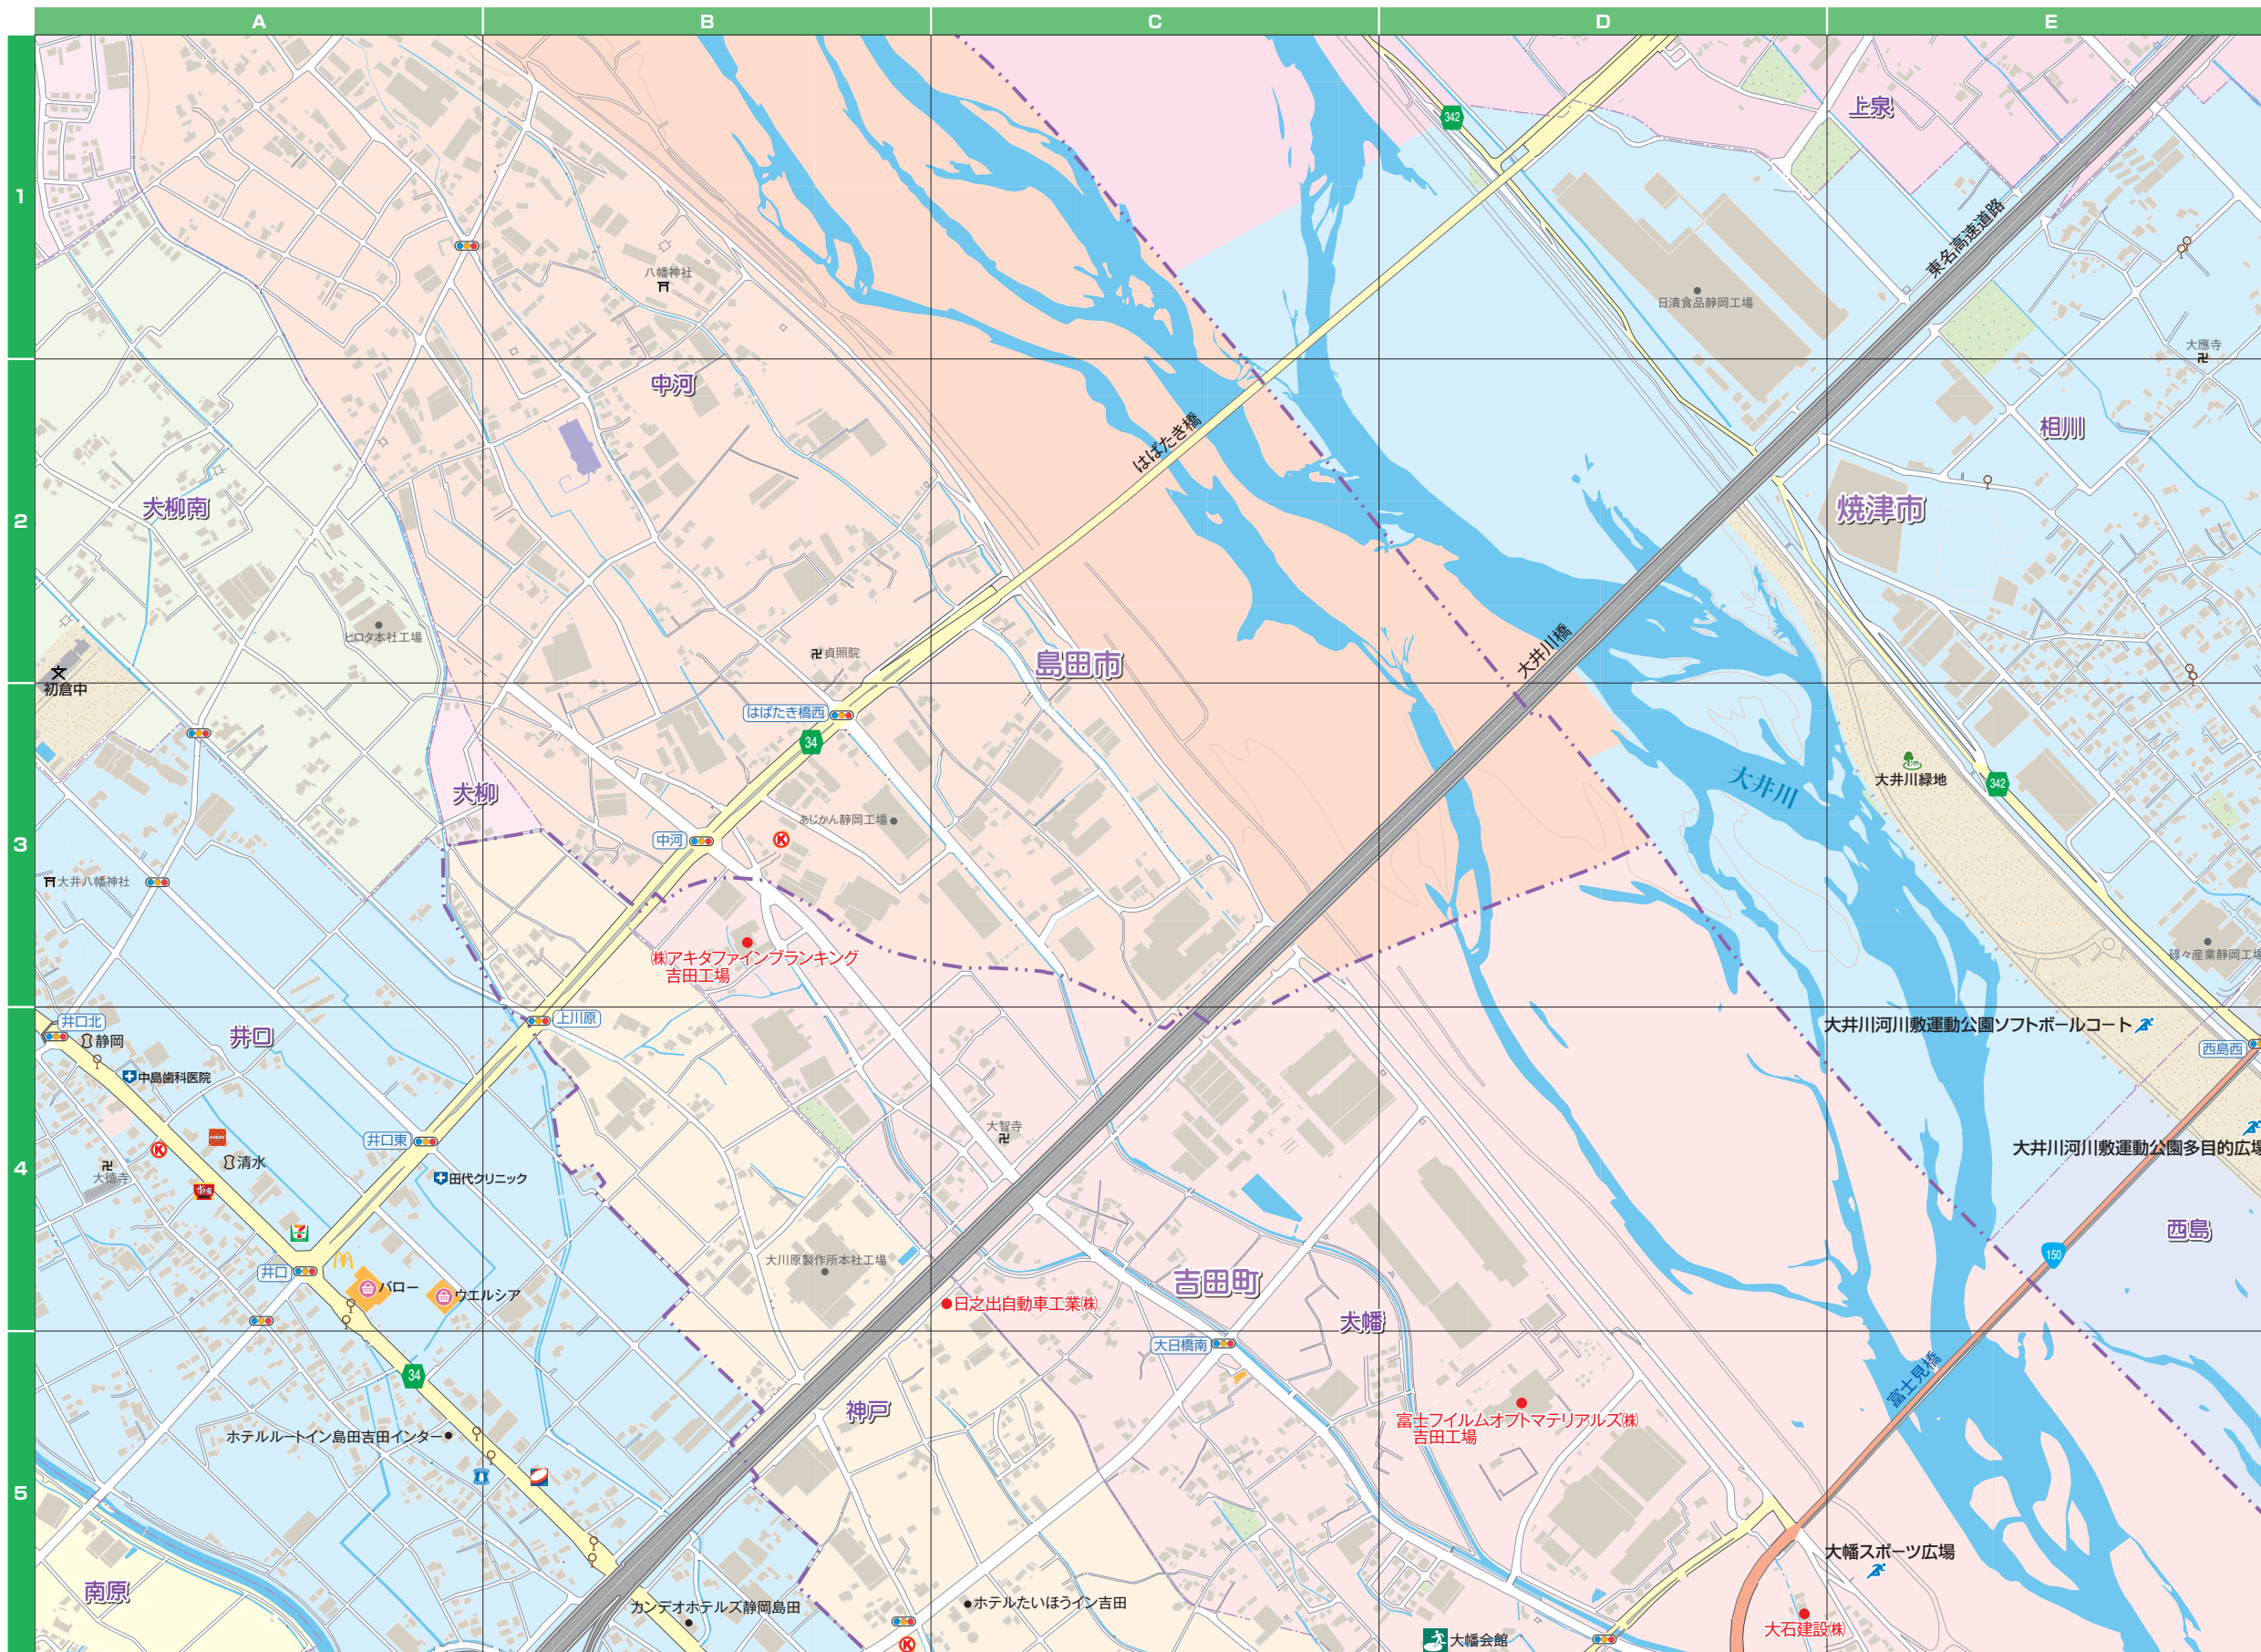 A
B
C
D
E
1
2
3
4
5
342
上泉
東名高速道路
八幡神社
日清食品静岡工場
大應寺
中河
相川
はばたき橋
大柳南
焼津市
ヒロタ本社工場
大井川橋
貞照院
島田市
初倉中
はばたき橋西
34
大井川
大井川緑地
342
大柳
あじかん静岡工場
中河
K
大井八幡神社
㈱アキタファインブランキング
吉田工場
碌々産業静岡工場
井口北
静岡
井口
上川原
大井川河川敷運動公園ソフトボールコート
西島西
中島歯科医院
大智寺
井口東
K
清水
大井川河川敷運動公園多目的広場
大徳寺
田代クリニック
すき家
7
西島
150
大川原製作所本社工場
井口
バロー
ウエルシア
吉田町
日之出自動車工業㈱
大幡
大日橋南
富士見橋
34
神戸
富士フイルムオプトマテリアルズ㈱
吉田工場
ホテルルートイン島田吉田インター
大幡スポーツ広場
南原
カンデオホテルズ静岡島田
ホテルたいほうイン吉田
大石建設㈱
K
大幡会館